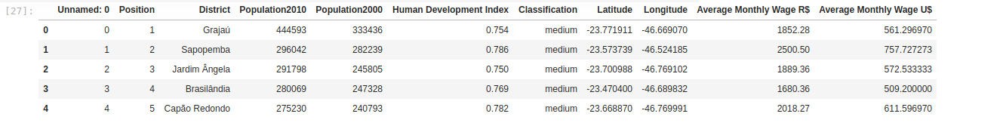 [27]: Unnamed: 0 Position District Population2010 Population2000 Human Development Index Classification Latitude Longitude Average Monthly Wage R$ Average Monthly Wage U$
0 0 1 Grajaú 444593 333436 0.754 medium -23.771911 -46.669070 1852.28 561.296970
1 1 2 Sapopemba 296042 282239 0.786 medium -23.573739 -46.524185 2500.50 757.727273
2 2 3 Jardim Ângela 291798 245805 0.750 medium -23.700988 -46.769102 1889.36 572.533333
3 3 4 Brasilândia 280069 247328 0.769 medium -23.470400 -46.689832 1680.36 509.200000
4 4 5 Capão Redondo 275230 240793 0.782 medium -23.668870 -46.769991 2018.27 611.596970